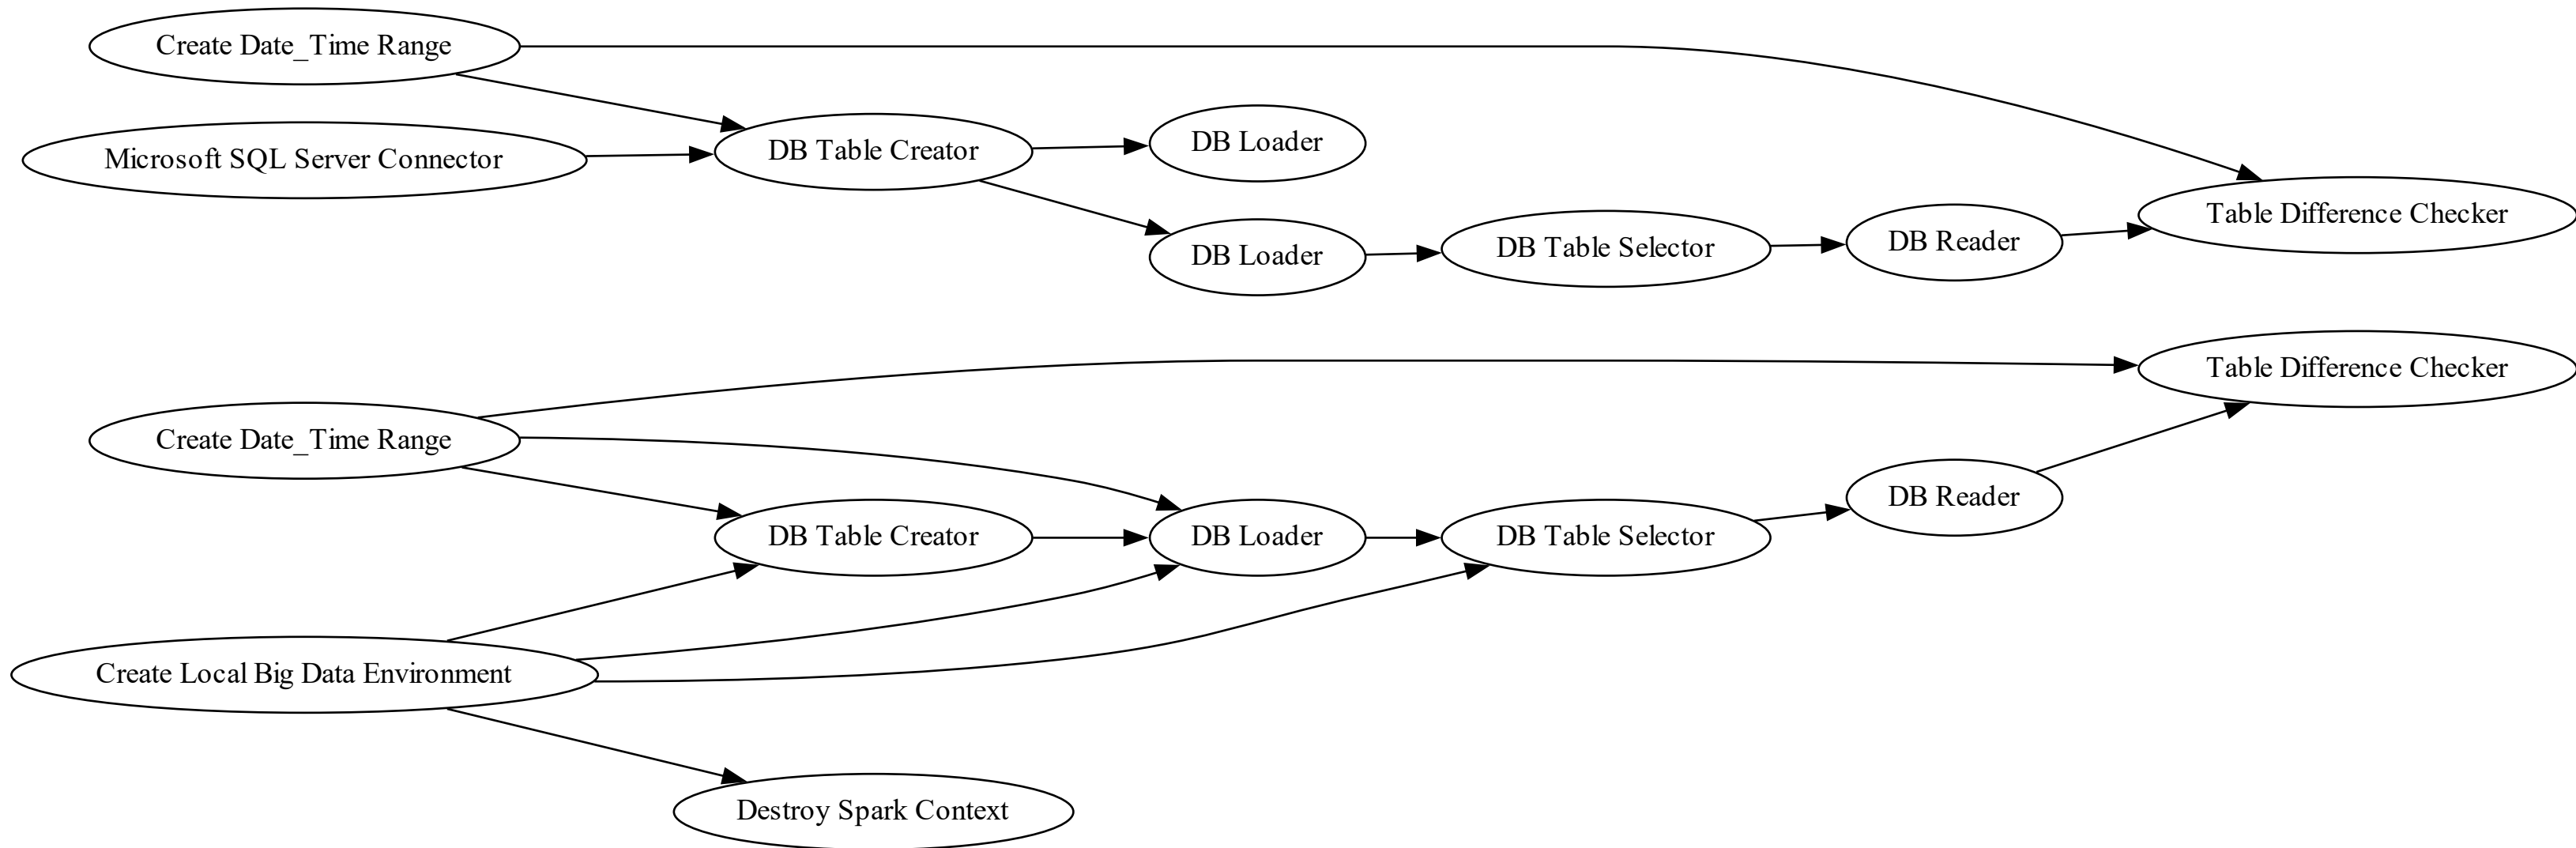 Create Date_Time Range
Microsoft SQL Server Connector
DB Table Creator
DB Loader
DB Loader
DB Table Selector
DB Reader
Table Difference Checker
Create Date_Time Range
Create Local Big Data Environment
DB Table Creator
DB Loader
DB Table Selector
DB Reader
Table Difference Checker
Destroy Spark Context